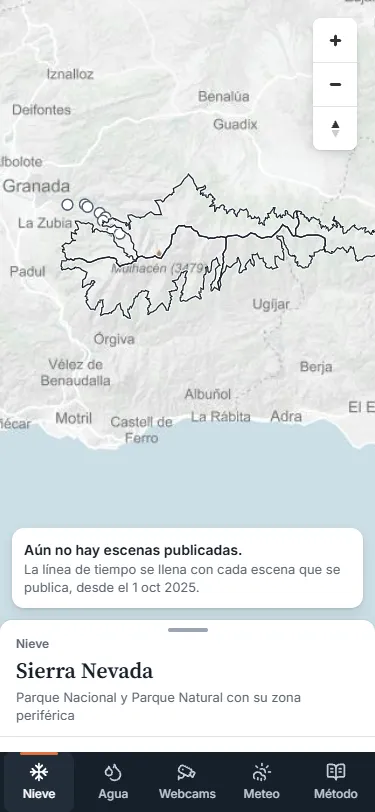 Iznalloz
Deifontes
Benalúa
Guadix
lbolote
Granada
La Zubia
Padul
Mulhacén (3479)
Ugíjar
Órgiva
Vélez de
Benaudalla
Berja
Albuñol
El E
Motril
Castell de
Ferro
La Rábita
Adra
ñécar
Aún no hay escenas publicadas.
La línea de tiempo se llena con cada escena que se
publica, desde el 1 oct 2025.
Nieve
Sierra Nevada
Parque Nacional y Parque Natural con su zona
periférica
Nieve
Agua
Webcams
Meteo
Método